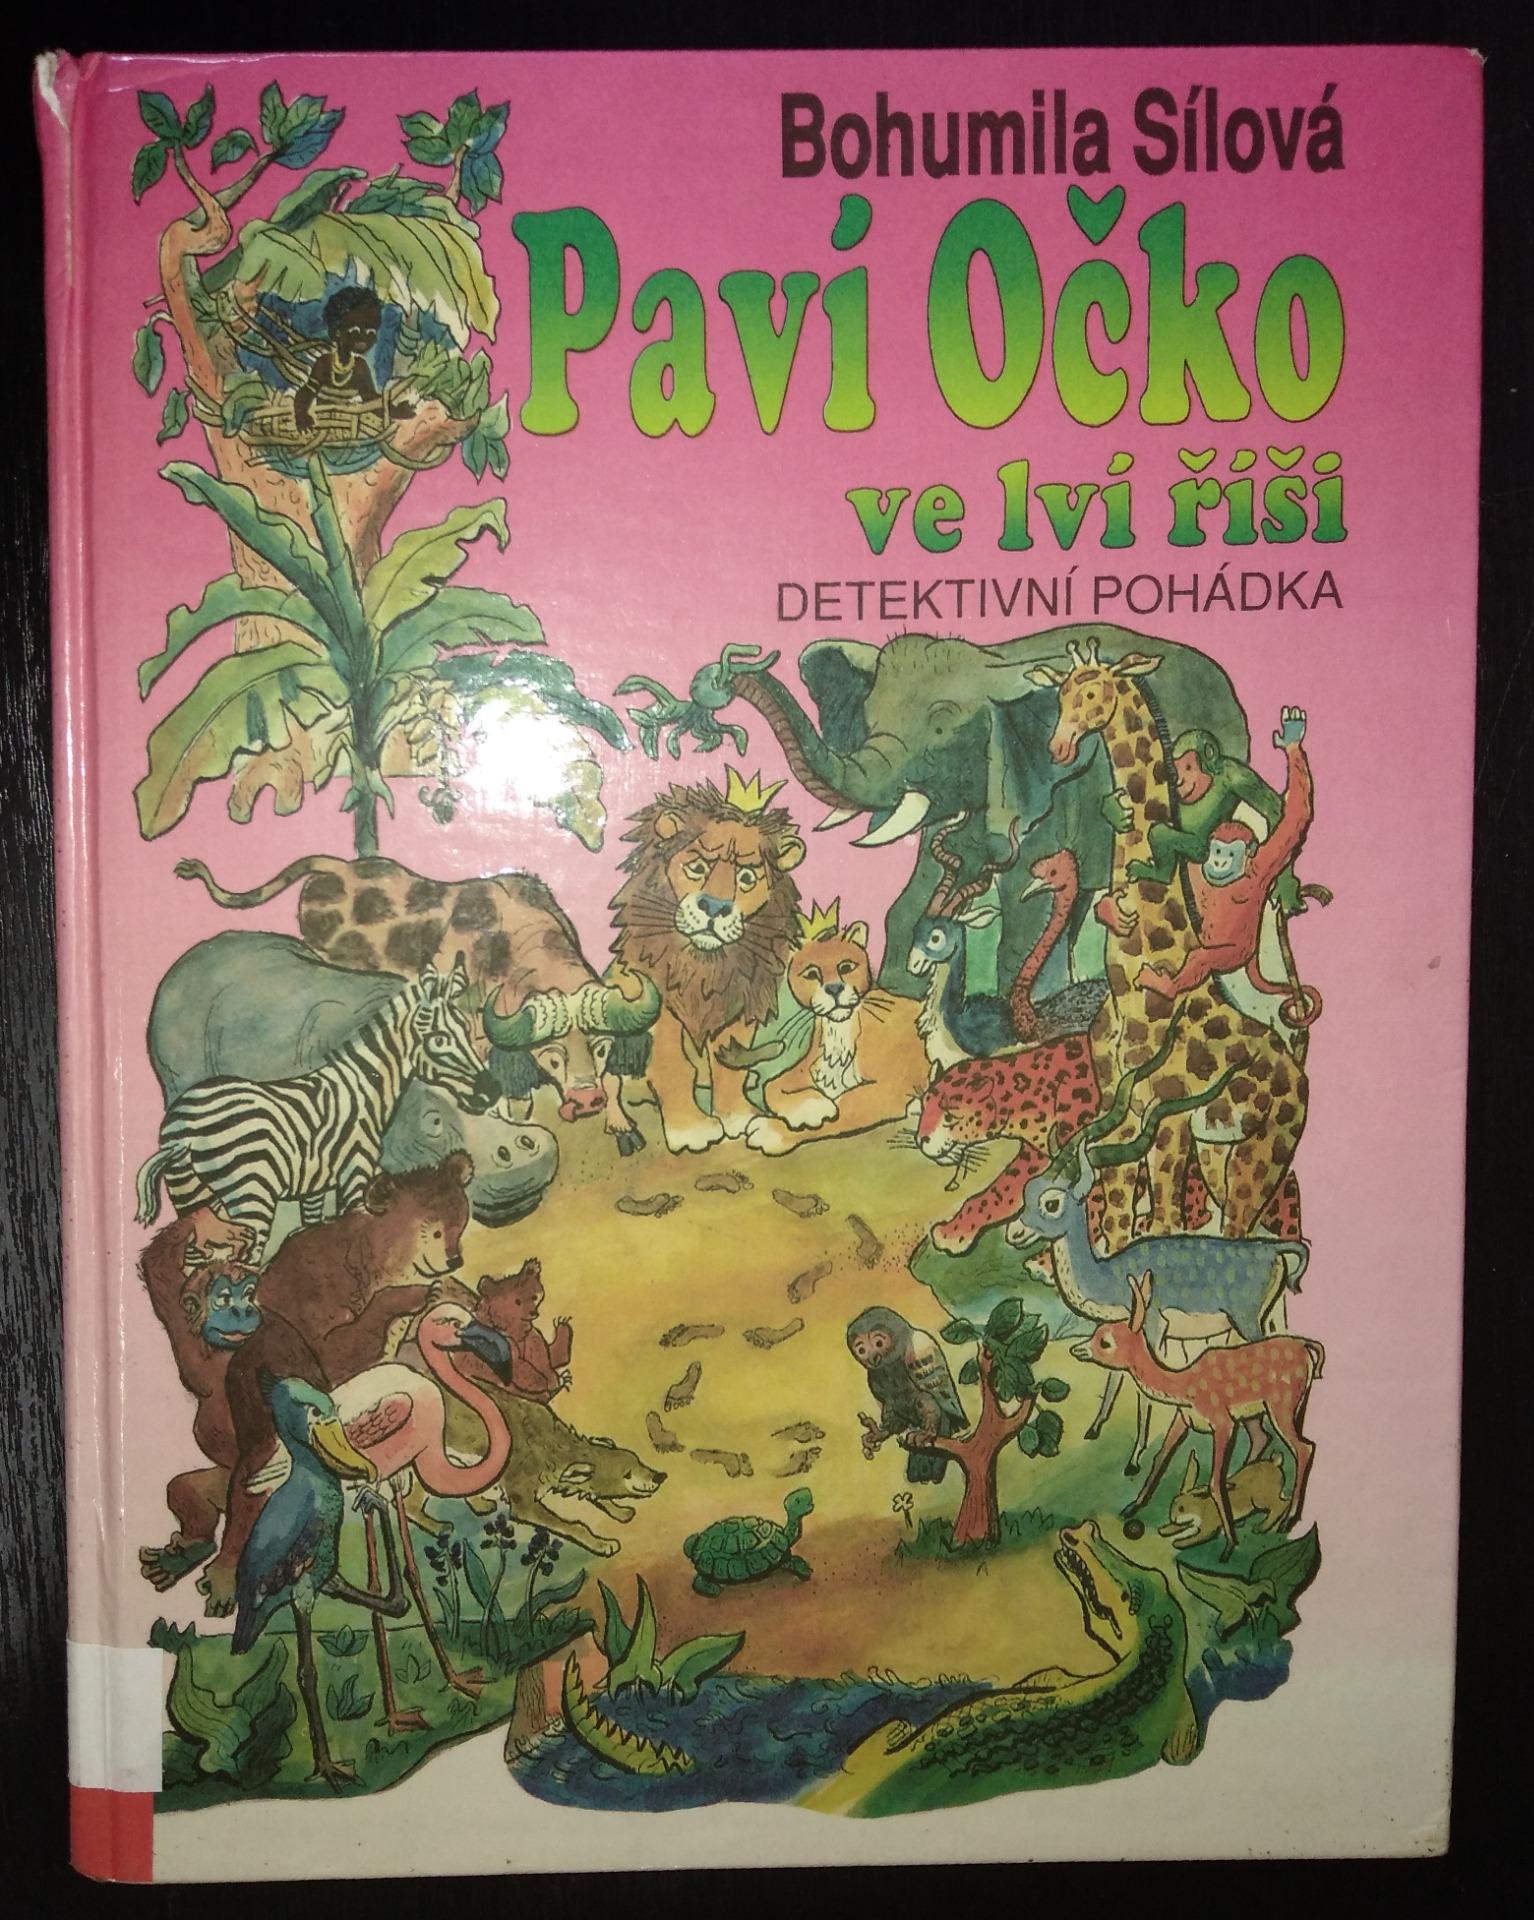 Bohumila Sílová
Paví Očko
ve lví říši
DETEKTIVNÍ POHÁDKA